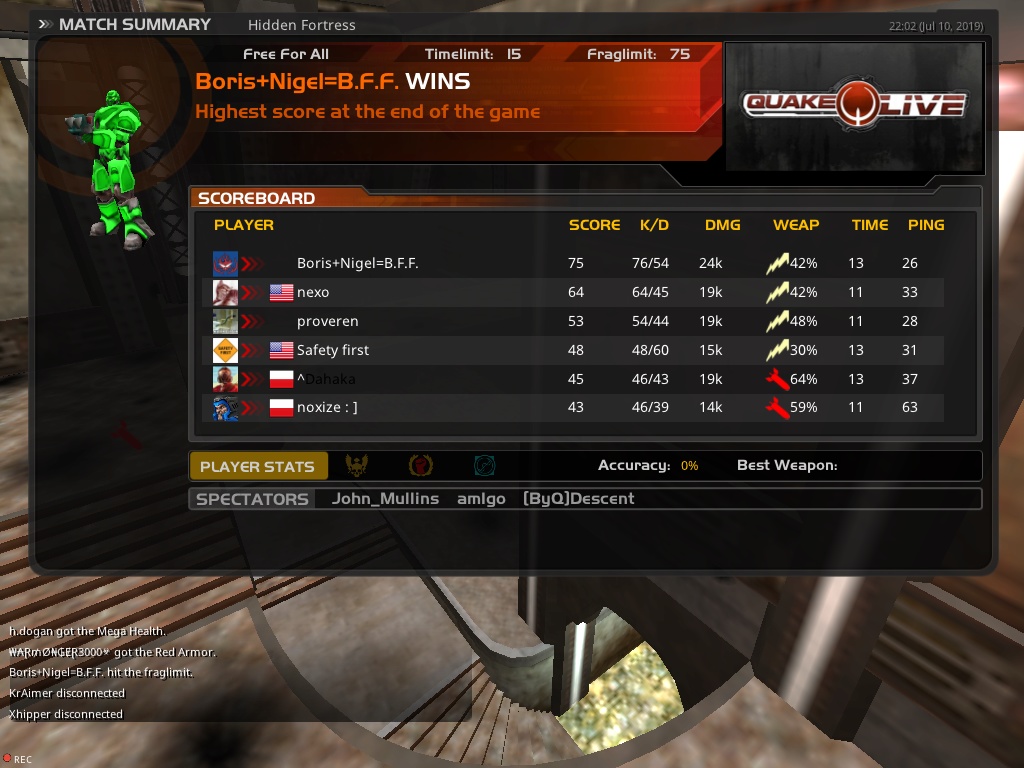 MATCH SUMMARY Hidden Fortress 22:02 (Jul 10, 2019)
Free For All Timelimit: 15 Fraglimit: 75
Boris+Nigel=B.F.F. WINS
Highest score at the end of the game
QUAKE LIVE
SCOREBOARD
PLAYER SCORE K/D DMG WEAP TIME PING
Boris+Nigel=B.F.F. 75 76/54 24k 42% 13 26
nexo 64 64/45 19k 42% 11 33
proveren 53 54/44 19k 48% 11 28
SAFETY FIRST Safety first 48 48/60 15k 30% 13 31
^Dahaka 45 46/43 19k 64% 13 37
noxize : ] 43 46/39 14k 59% 11 63
PLAYER STATS Accuracy: 0% Best Weapon:
SPECTATORS John_Mullins amIgo [ByQ]Descent
h.dogan got the Mega Health.
got the Red Armor.
Boris+Nigel=B.F.F. hit the fraglimit.
KrAimer disconnected
Xhipper disconnected
REC